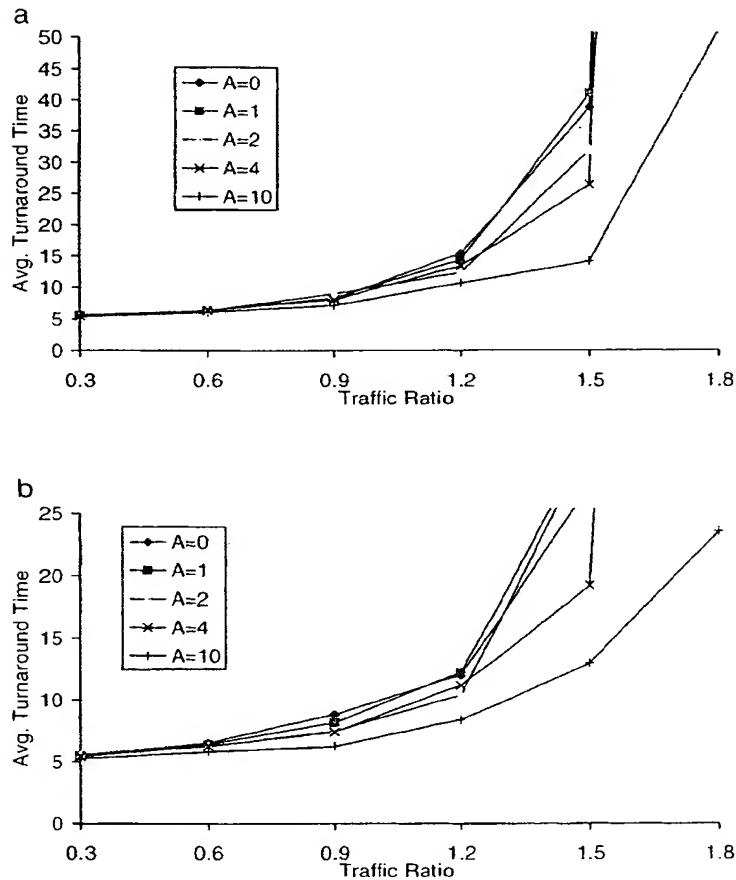 a
50
45
40
35
30
25
20
15
10
5
0
Avg. Turnaround Time
A=0
A=1
A=2
A=4
A=10
0.3 0.6 0.9 1.2 1.5 1.8
Traffic Ratio
b
25
20
15
10
5
0
Avg. Turnaround Time
A=0
A=1
A=2
A=4
A=10
0.3 0.6 0.9 1.2 1.5 1.8
Traffic Ratio